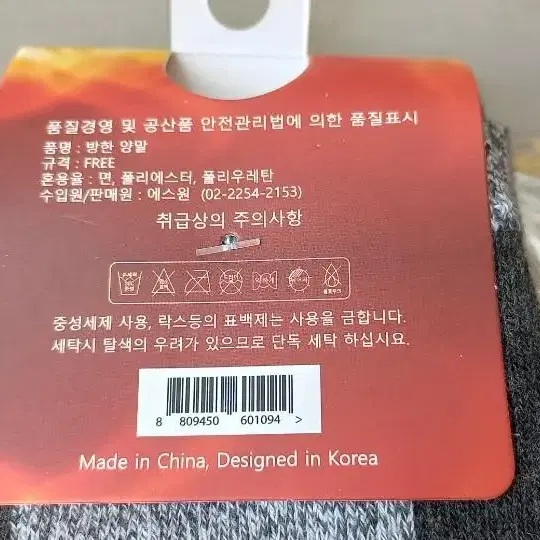 품질경영 및 공산품 안전관리법에 의한 품질표시
품명 : 방한 양말
규격 : FREE
혼용율 : 면, 폴리에스터, 폴리우레탄
수입원/판매원 : 에스원 (02-2254-2153)
취급상의 주의사항
중성세제 사용, 락스등의 표백제는 사용을 금합니다.
세탁시 탈색의 우려가 있으므로 단독 세탁 하십시요.
8 809450 601094 >
Made in China, Designed in Korea